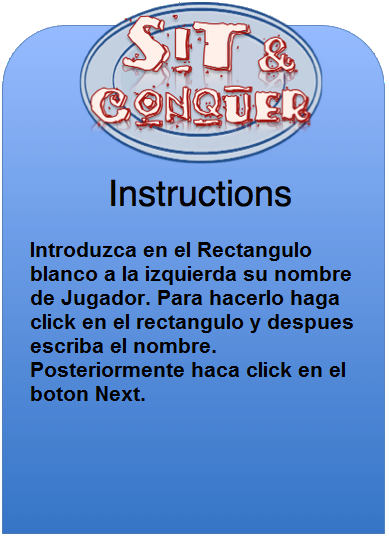 SIT &
CONQUER
Instructions
Introduzca en el Rectangulo
blanco a la izquierda su nombre
de Jugador. Para hacerlo haga
click en el rectangulo y despues
escriba el nombre.
Posteriormente haca click en el
boton Next.